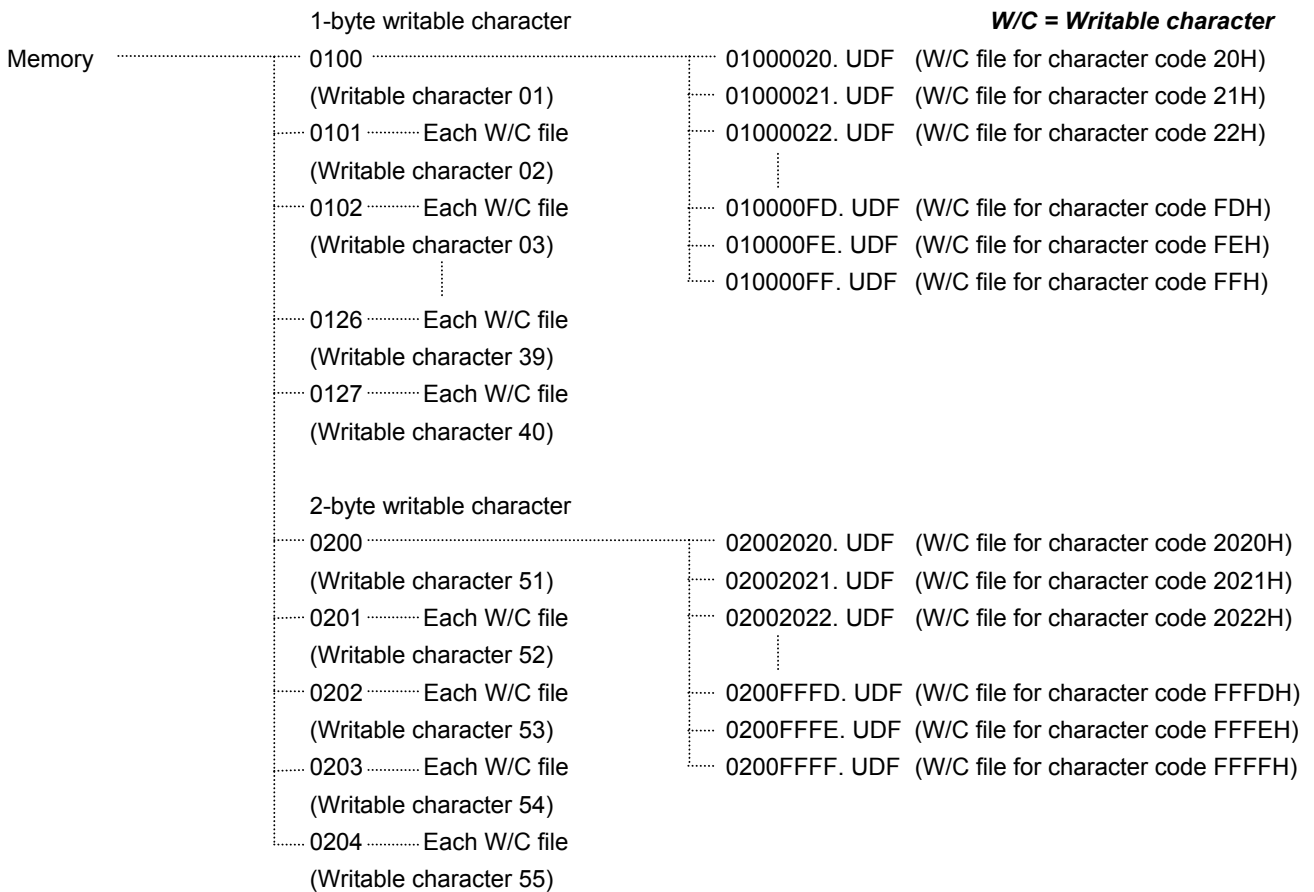 1-byte writable character W/C = Writable character
Memory 0100 01000020. UDF (W/C file for character code 20H)
(Writable character 01) 01000021. UDF (W/C file for character code 21H)
0101 Each W/C file 01000022. UDF (W/C file for character code 22H)
(Writable character 02)
0102 Each W/C file 010000FD. UDF (W/C file for character code FDH)
(Writable character 03) 010000FE. UDF (W/C file for character code FEH)
010000FF. UDF (W/C file for character code FFH)
0126 Each W/C file
(Writable character 39)
0127 Each W/C file
(Writable character 40)
2-byte writable character
0200 02002020. UDF (W/C file for character code 2020H)
(Writable character 51) 02002021. UDF (W/C file for character code 2021H)
0201 Each W/C file 02002022. UDF (W/C file for character code 2022H)
(Writable character 52)
0202 Each W/C file 0200FFFD. UDF (W/C file for character code FFFDH)
(Writable character 53) 0200FFFE. UDF (W/C file for character code FFFEH)
0203 Each W/C file 0200FFFF. UDF (W/C file for character code FFFFH)
(Writable character 54)
0204 Each W/C file
(Writable character 55)